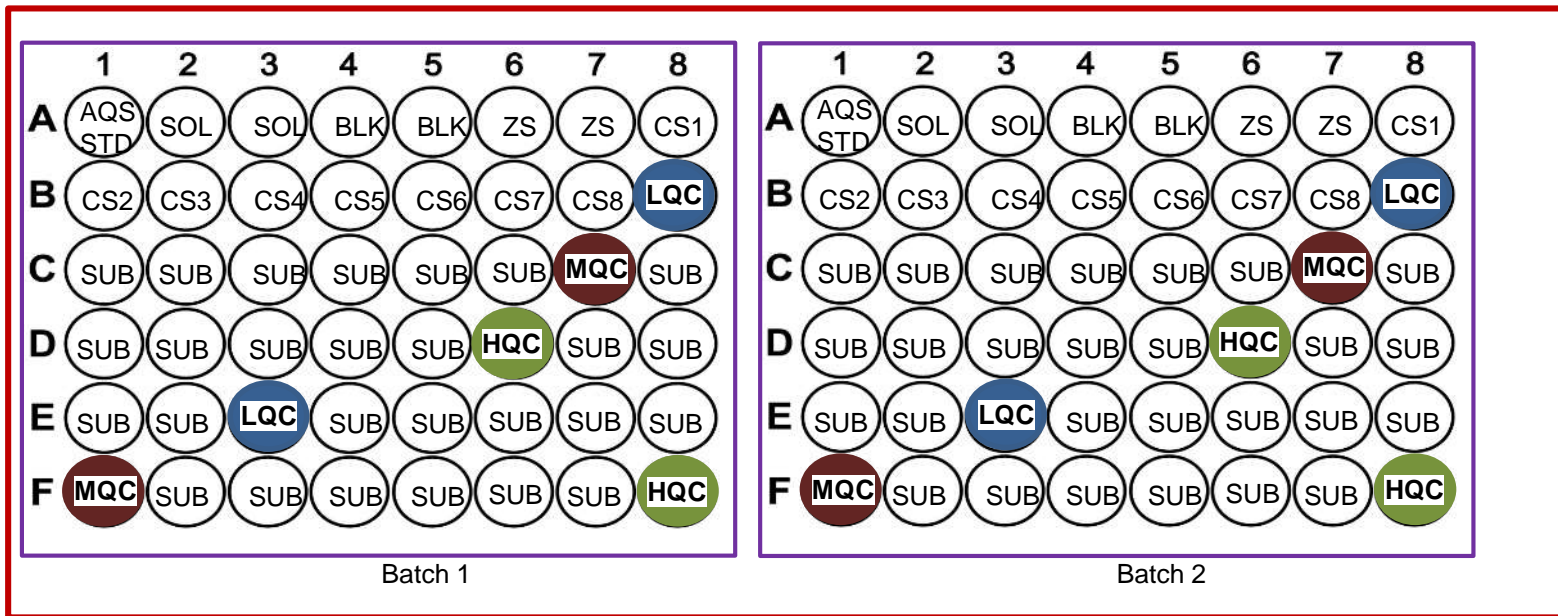 1 2 3 4 5 6 7 8
A AQS STD SOL SOL BLK BLK ZS ZS CS1
B CS2 CS3 CS4 CS5 CS6 CS7 CS8 LQC
C SUB SUB SUB SUB SUB SUB MQC SUB
D SUB SUB SUB SUB SUB HQC SUB SUB
E SUB SUB LQC SUB SUB SUB SUB SUB
F MQC SUB SUB SUB SUB SUB SUB HQC
Batch 1
1 2 3 4 5 6 7 8
A AQS STD SOL SOL BLK BLK ZS ZS CS1
B CS2 CS3 CS4 CS5 CS6 CS7 CS8 LQC
C SUB SUB SUB SUB SUB SUB MQC SUB
D SUB SUB SUB SUB SUB HQC SUB SUB
E SUB SUB LQC SUB SUB SUB SUB SUB
F MQC SUB SUB SUB SUB SUB SUB HQC
Batch 2